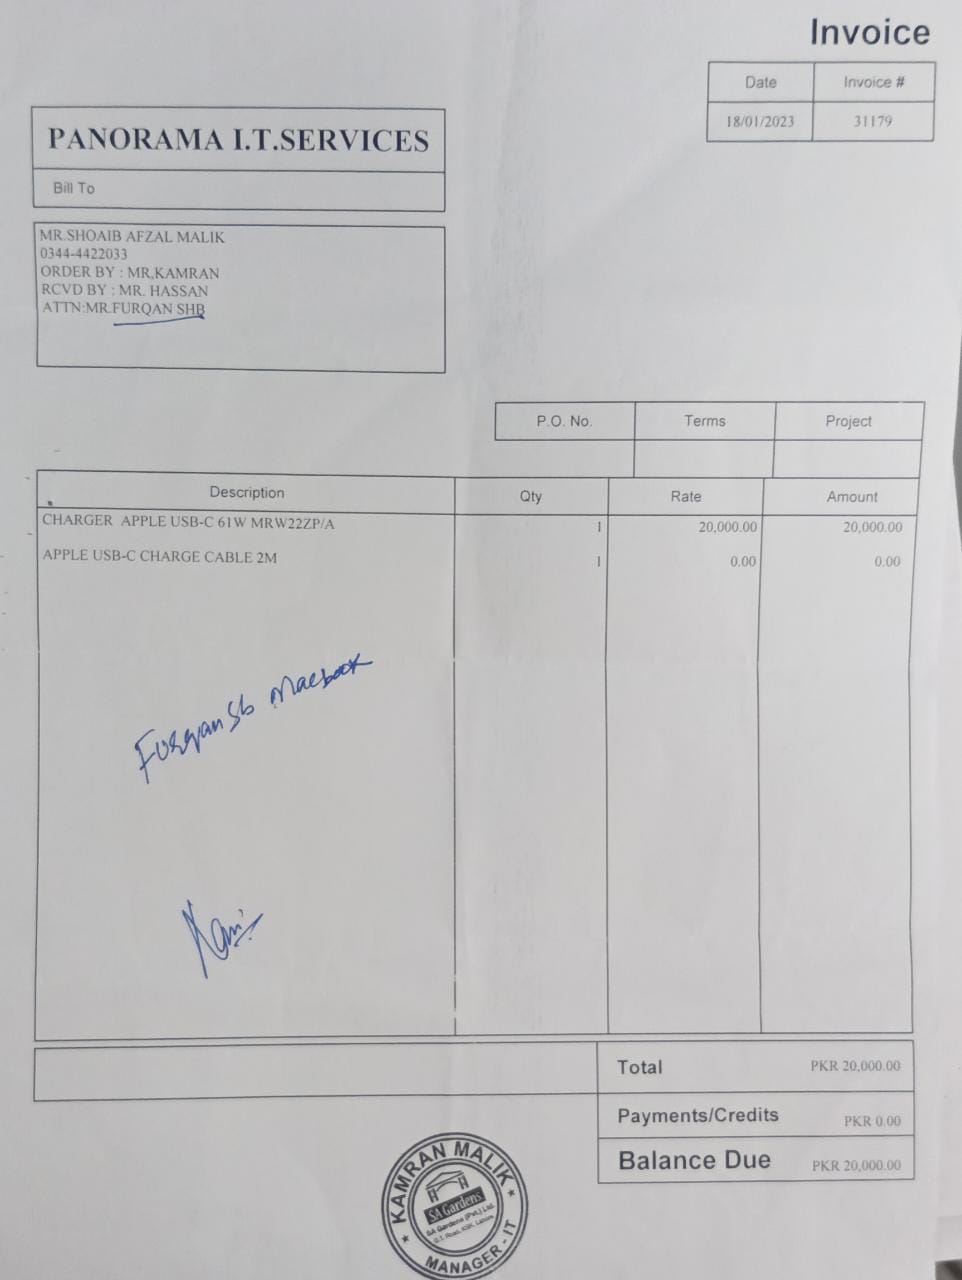 Invoice
Date Invoice #
18/01/2023 31179
PANORAMA I.T.SERVICES
Bill To
MR.SHOAIB AFZAL MALIK
0344-4422033
ORDER BY : MR,KAMRAN
RCVD BY : MR. HASSAN
ATTN:MR.FURQAN SHB
P.O. No. Terms Project
Description Qty Rate Amount
CHARGER APPLE USB-C 61W MRW22ZP/A 1 20,000.00 20,000.00
APPLE USB-C CHARGE CABLE 2M 1 0.00 0.00
Furqan Sb Macbook
Total PKR 20,000.00
Payments/Credits PKR 0.00
Balance Due PKR 20,000.00
KAMRAN MALIK
SA Gardens
SA Gardens (Pvt.) Ltd.
G.T. Road, KSK, Lahore
MANAGER - IT